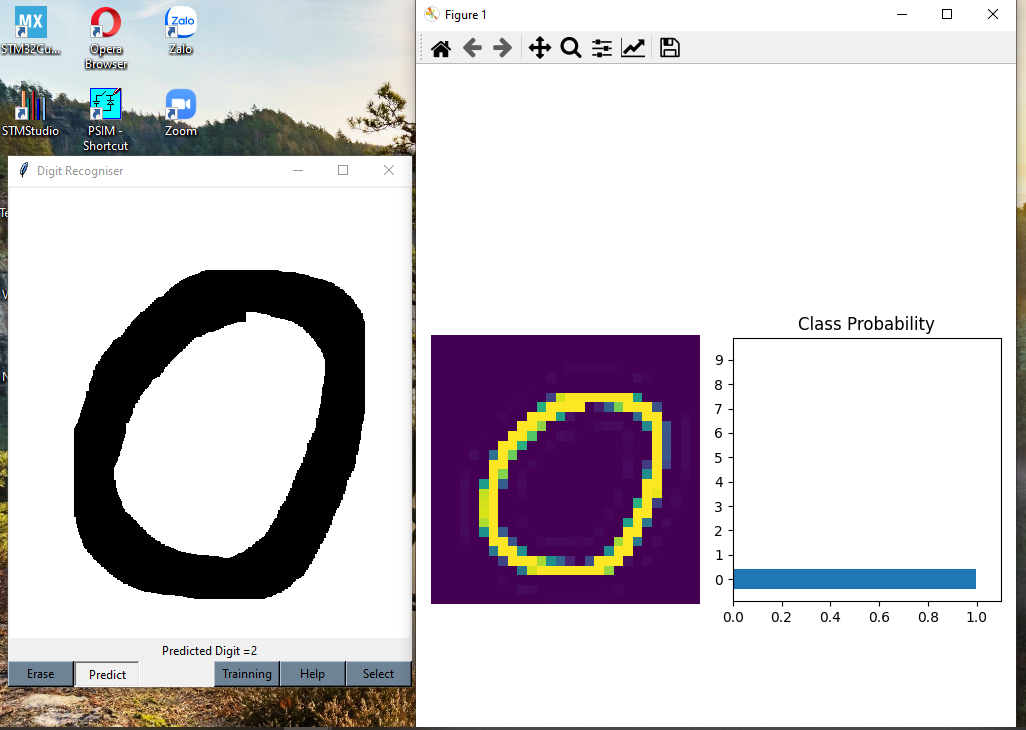 MX
STM32Cu...
Opera
Browser
Zalo
Zalo
STMStudio
PSIM -
Shortcut
Zoom
Digit Recogniser
Predicted Digit =2
Erase
Predict
Trainning
Help
Select
Figure 1
Class Probability
9
8
7
6
5
4
3
2
1
0
0.0 0.2 0.4 0.6 0.8 1.0